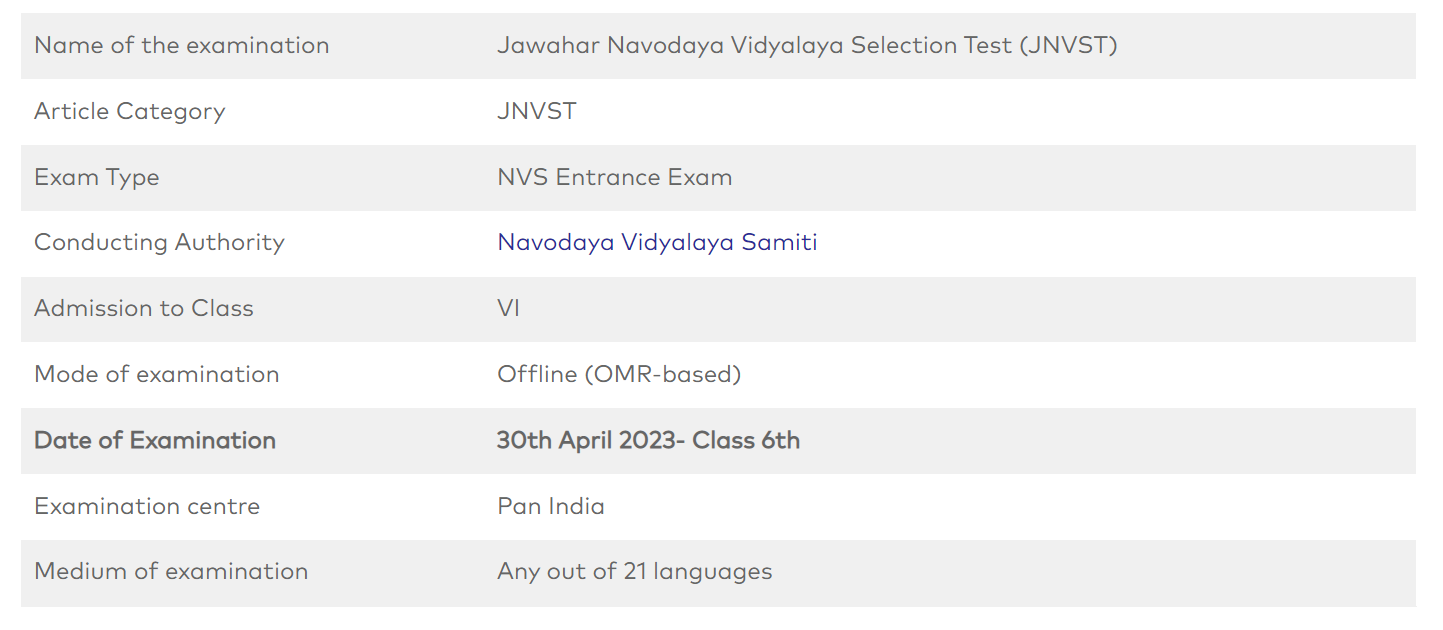 Name of the examination Jawahar Navodaya Vidyalaya Selection Test (JNVST)
Article Category JNVST
Exam Type NVS Entrance Exam
Conducting Authority Navodaya Vidyalaya Samiti
Admission to Class VI
Mode of examination Offline (OMR-based)
Date of Examination 30th April 2023- Class 6th
Examination centre Pan India
Medium of examination Any out of 21 languages